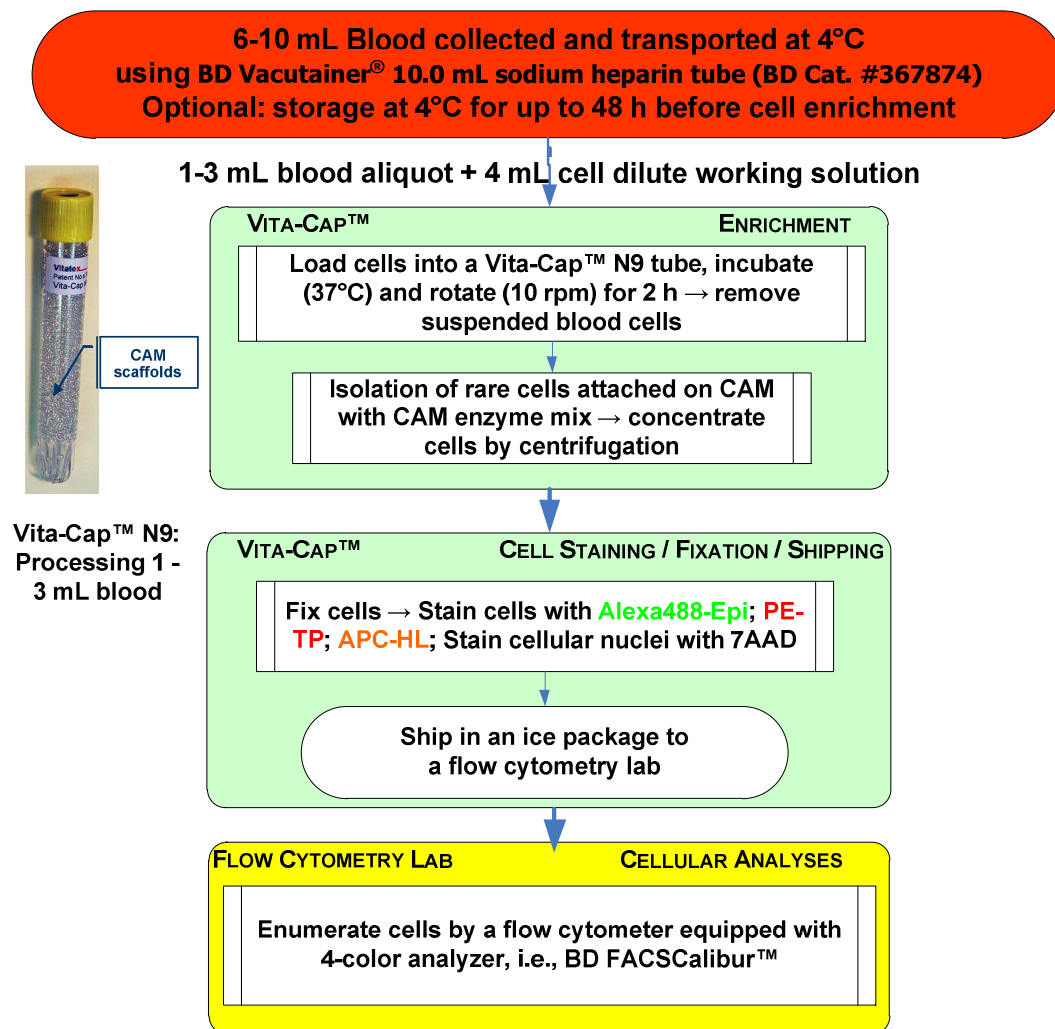 6-10 mL Blood collected and transported at 4°C
using BD Vacutainer® 10.0 mL sodium heparin tube (BD Cat. #367874)
Optional: storage at 4°C for up to 48 h before cell enrichment
1-3 mL blood aliquot + 4 mL cell dilute working solution
VITA-CAP™ ENRICHMENT
Load cells into a Vita-Cap™ N9 tube, incubate
(37°C) and rotate (10 rpm) for 2 h → remove
suspended blood cells
Isolation of rare cells attached on CAM
with CAM enzyme mix → concentrate
cells by centrifugation
Vitatex
Patent No.
Vita-Cap
CAM
scaffolds
Vita-Cap™ N9:
Processing 1 -
3 mL blood
VITA-CAP™ CELL STAINING / FIXATION / SHIPPING
Fix cells → Stain cells with Alexa488-Epi; PE-
TP; APC-HL; Stain cellular nuclei with 7AAD
Ship in an ice package to
a flow cytometry lab
FLOW CYTOMETRY LAB CELLULAR ANALYSES
Enumerate cells by a flow cytometer equipped with
4-color analyzer, i.e., BD FACSCalibur™